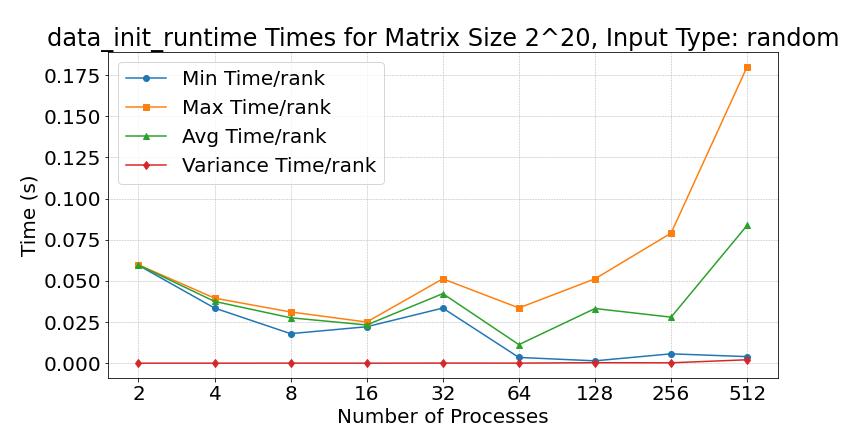 data_init_runtime Times for Matrix Size 2^20, Input Type: random
Min Time/rank
Max Time/rank
Avg Time/rank
Variance Time/rank
Time (s)
0.175
0.150
0.125
0.100
0.075
0.050
0.025
0.000
2 4 8 16 32 64 128 256 512
Number of Processes